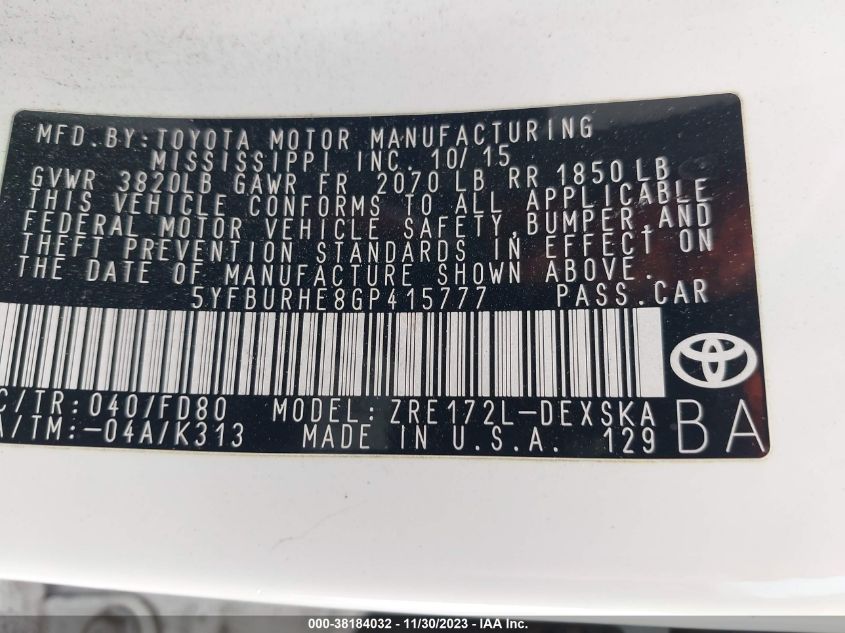 MFD. BY: TOYOTA MOTOR MANUFACTURING
MISSISSIPPI INC. 10/15
GVWR 3820LB GAWR FR 2070 LB RR 1850 LB
THIS VEHICLE CONFORMS TO ALL APPLICABLE
FEDERAL MOTOR VEHICLE SAFETY, BUMPER, AND
THEFT PREVENTION STANDARDS IN EFFECT ON
THE DATE OF MANUFACTURE SHOWN ABOVE.
5YFBURHE8GP415777 PASS. CAR
C/TR: 040/FD80 MODEL: ZRE172L-DEXSKA
A/TM: -04A/K313 MADE IN U.S.A. 129 BA
000-38184032 - 11/30/2023 - IAA Inc.